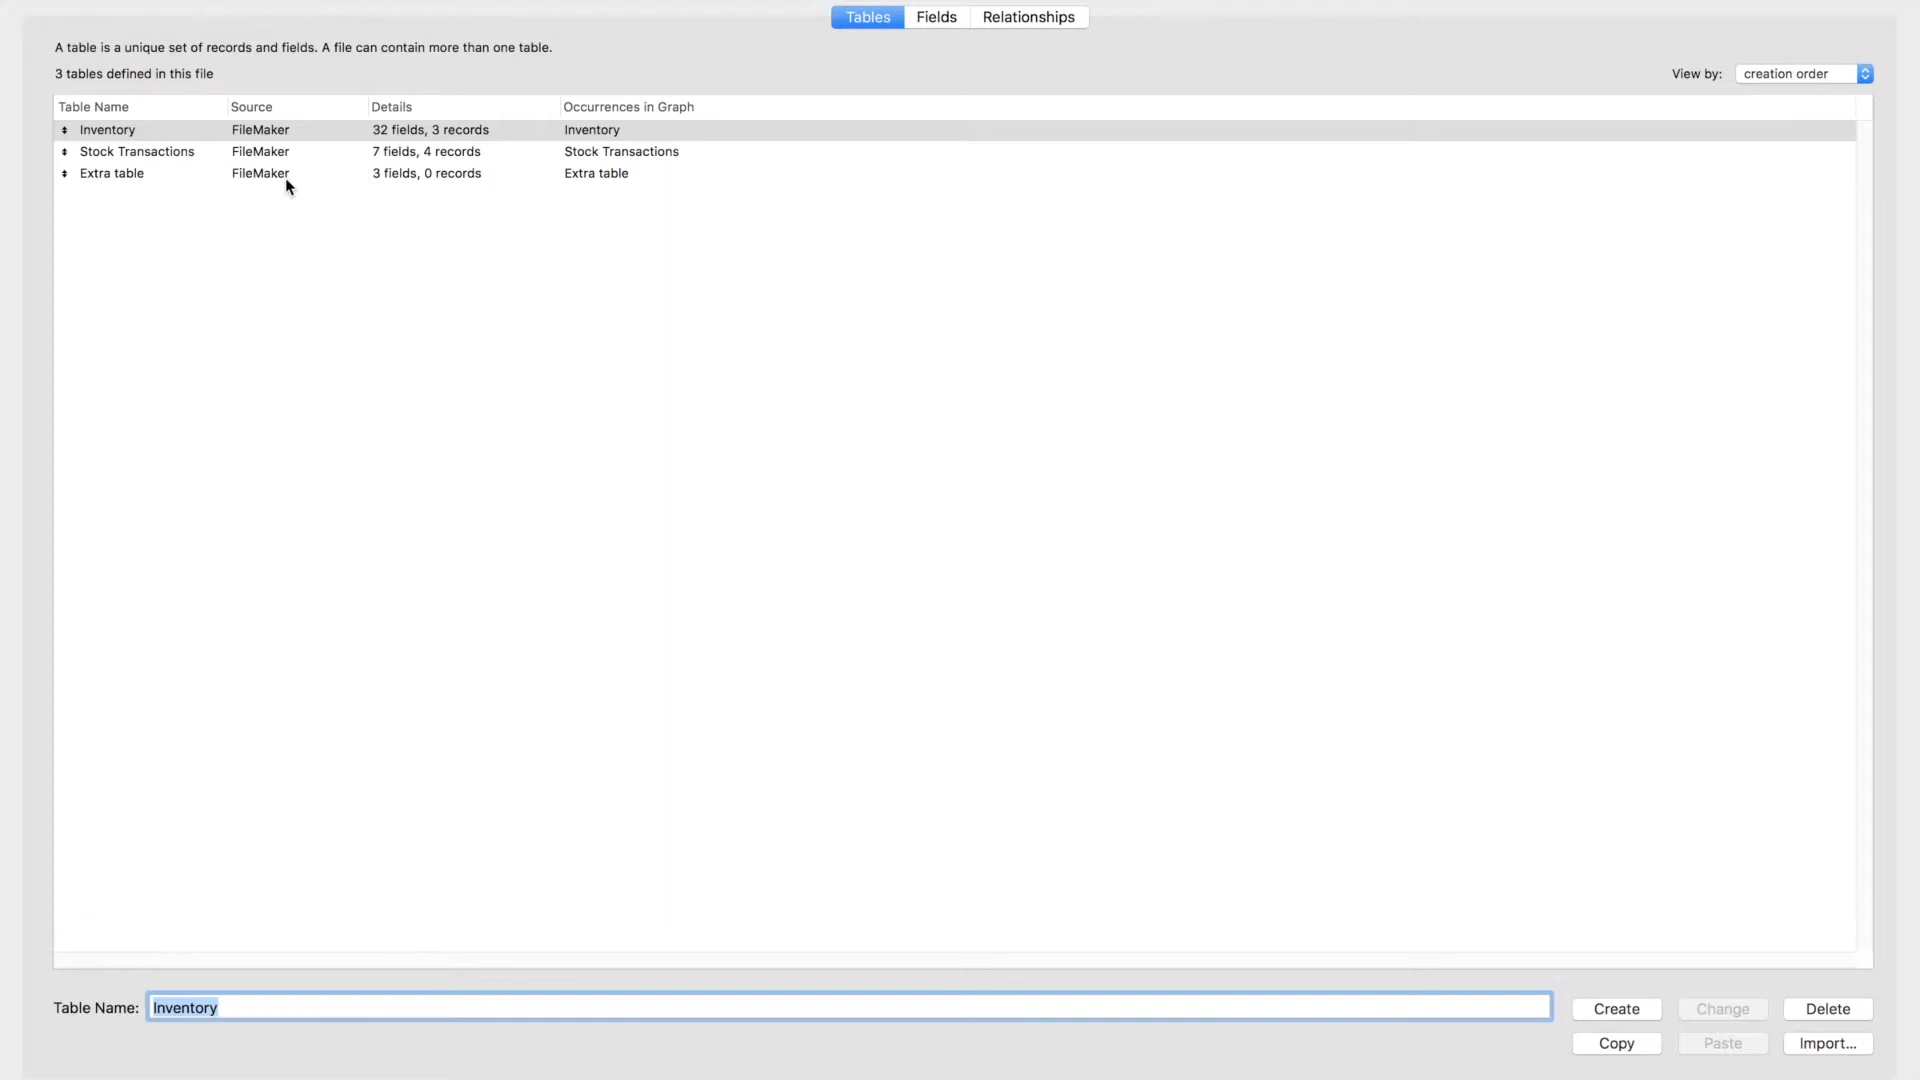 Tables Fields Relationships
A table is a unique set of records and fields. A file can contain more than one table.
3 tables defined in this file View by: creation order
Table Name Source Details Occurrences in Graph
Inventory FileMaker 32 fields, 3 records Inventory
Stock Transactions FileMaker 7 fields, 4 records Stock Transactions
Extra table FileMaker 3 fields, 0 records Extra table
Table Name: Inventory Create Change Delete
Copy Paste Import...